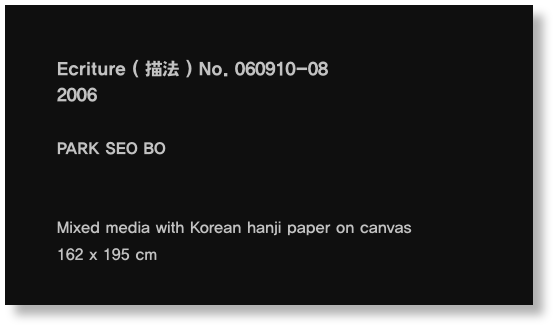 Ecriture ( 描法 ) No. 060910-08
2006
PARK SEO BO
Mixed media with Korean hanji paper on canvas
162 x 195 cm